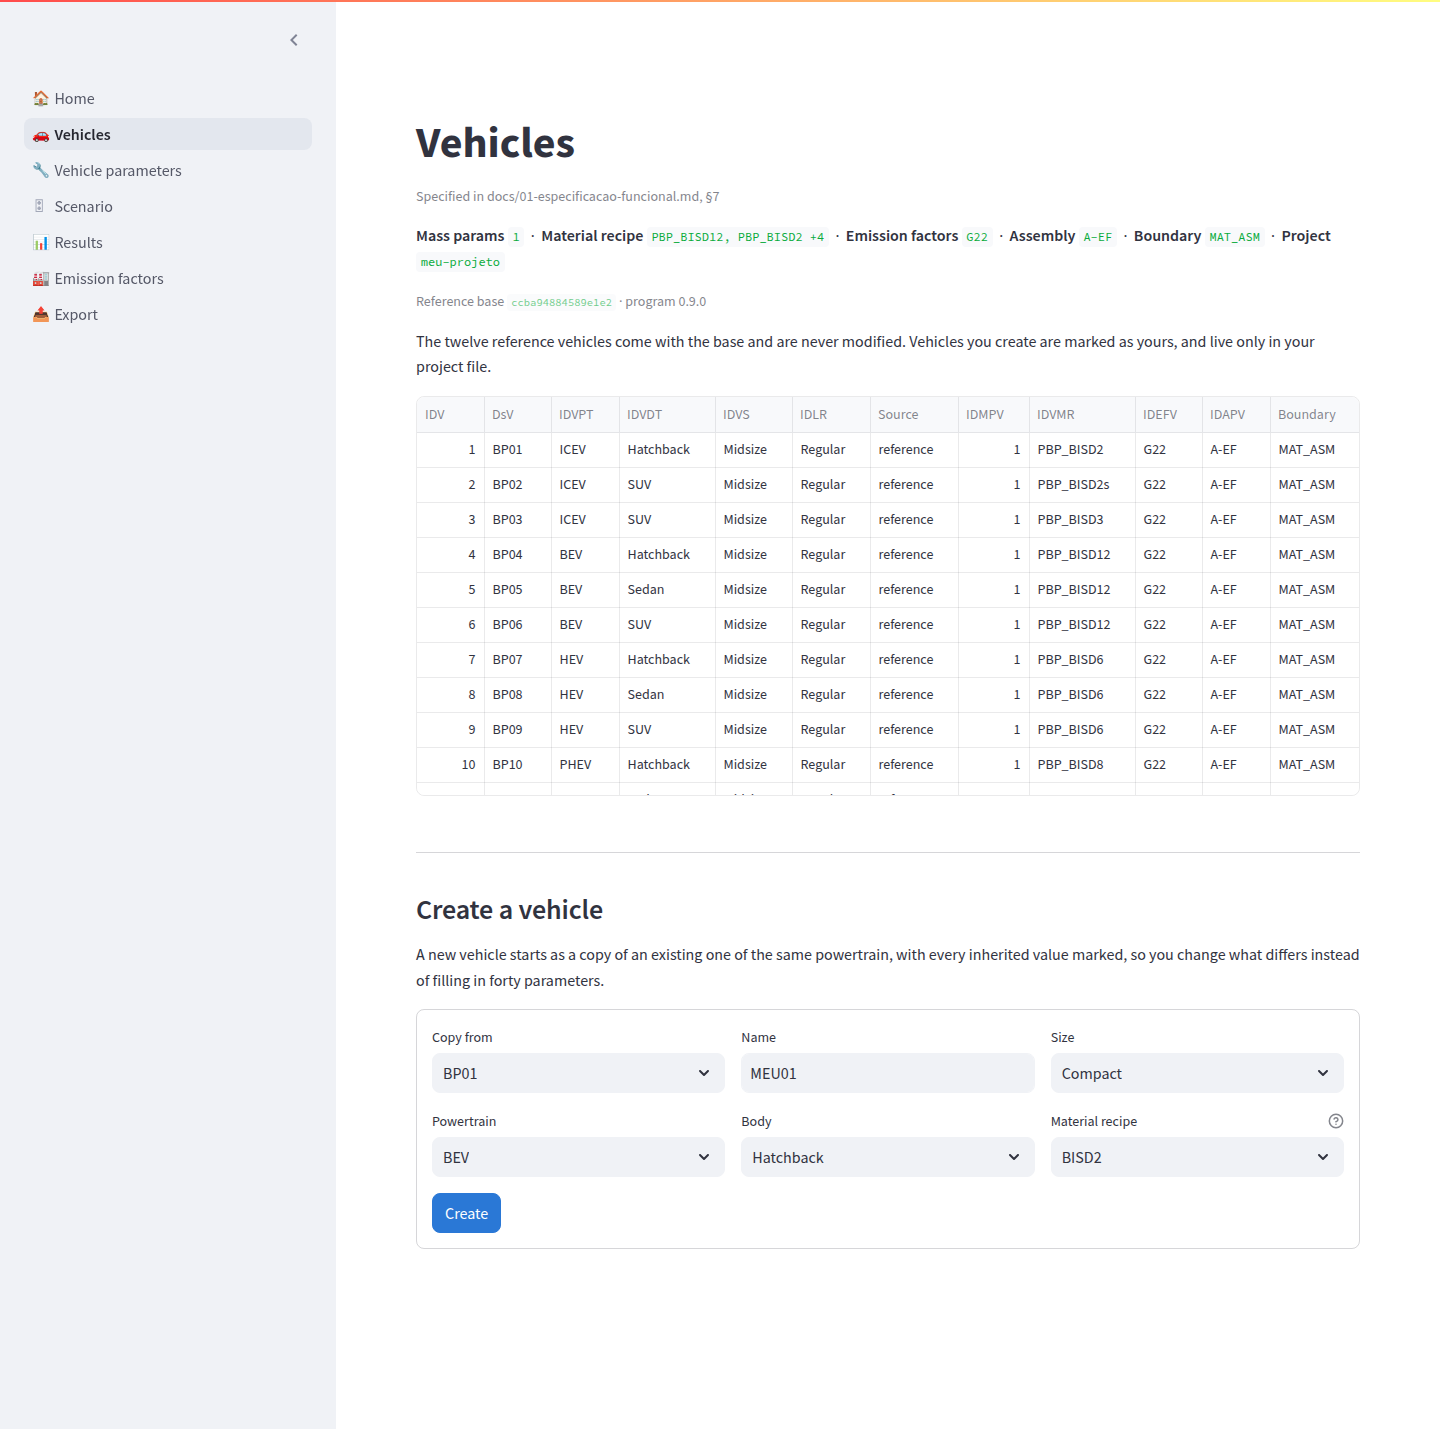 Home
Vehicles
Vehicle parameters
Scenario
Results
Emission factors
Export
Vehicles
Specified in docs/01-especificacao-funcional.md, §7
Mass params 1 · Material recipe PBP_BISD12, PBP_BISD2 +4 · Emission factors G22 · Assembly A-EF · Boundary MAT_ASM · Project
meu-projeto
Reference base ccba94884589e1e2 · program 0.9.0
The twelve reference vehicles come with the base and are never modified. Vehicles you create are marked as yours, and live only in your
project file.
IDV DsV IDVPT IDVDT IDVS IDLR Source IDMPV IDVMR IDEFV IDAPV Boundary
1 BP01 ICEV Hatchback Midsize Regular reference 1 PBP_BISD2 G22 A-EF MAT_ASM
2 BP02 ICEV SUV Midsize Regular reference 1 PBP_BISD2s G22 A-EF MAT_ASM
3 BP03 ICEV SUV Midsize Regular reference 1 PBP_BISD3 G22 A-EF MAT_ASM
4 BP04 BEV Hatchback Midsize Regular reference 1 PBP_BISD12 G22 A-EF MAT_ASM
5 BP05 BEV Sedan Midsize Regular reference 1 PBP_BISD12 G22 A-EF MAT_ASM
6 BP06 BEV SUV Midsize Regular reference 1 PBP_BISD12 G22 A-EF MAT_ASM
7 BP07 HEV Hatchback Midsize Regular reference 1 PBP_BISD6 G22 A-EF MAT_ASM
8 BP08 HEV Sedan Midsize Regular reference 1 PBP_BISD6 G22 A-EF MAT_ASM
9 BP09 HEV SUV Midsize Regular reference 1 PBP_BISD6 G22 A-EF MAT_ASM
10 BP10 PHEV Hatchback Midsize Regular reference 1 PBP_BISD8 G22 A-EF MAT_ASM
Create a vehicle
A new vehicle starts as a copy of an existing one of the same powertrain, with every inherited value marked, so you change what differs instead
of filling in forty parameters.
Copy from Name Size
BP01 MEU01 Compact
Powertrain Body Material recipe
BEV Hatchback BISD2
Create